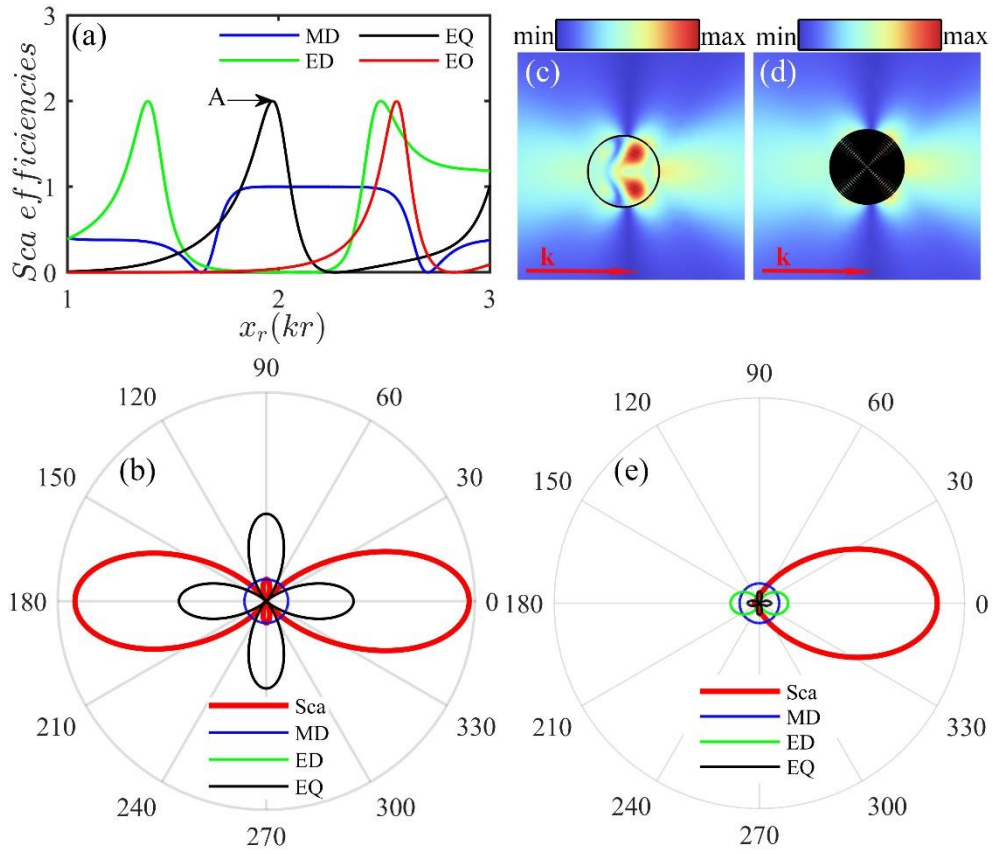 (a)
MD
EQ
ED
EO
A
3
2
1
0
Sca efficiencies
1
2
3
x_r(kr)
min
max
(c)
k
min
max
(d)
k
(b)
90
120
60
150
30
180
0
210
330
240
300
270
Sca
MD
ED
EQ
(e)
90
120
60
150
30
180
0
210
330
240
300
270
Sca
MD
ED
EQ